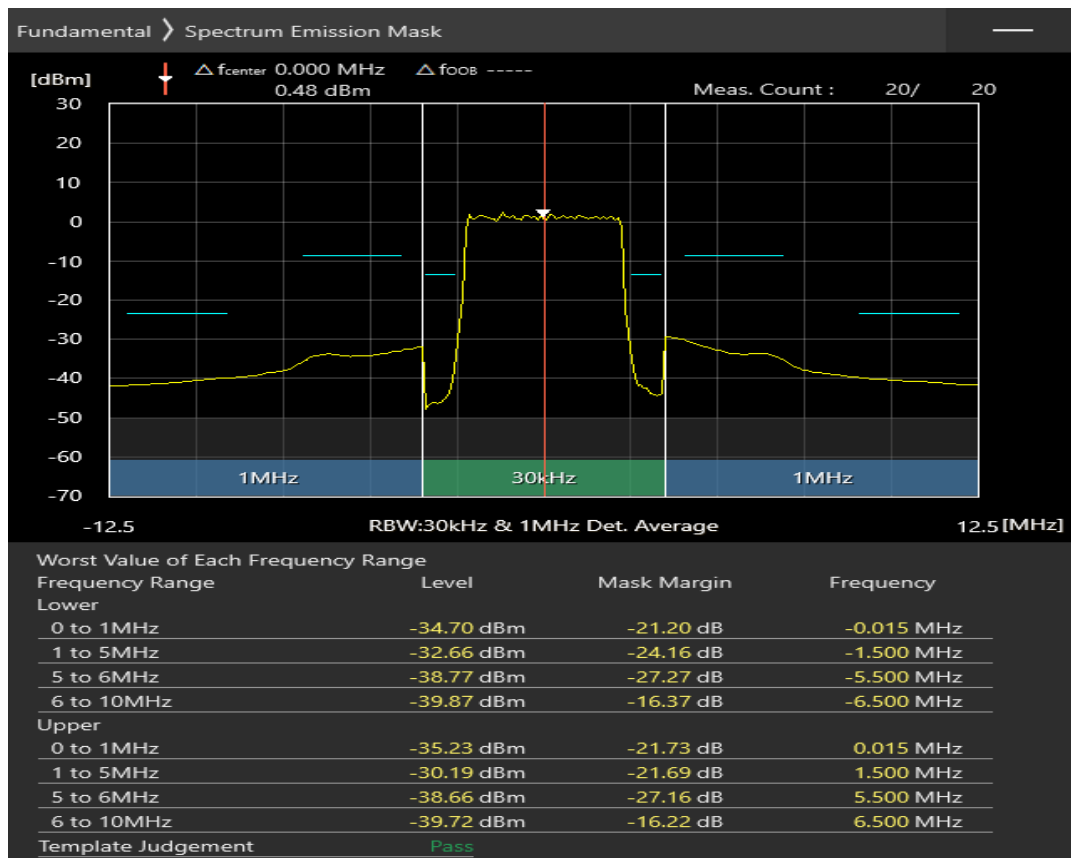 Fundamental ❯ Spectrum Emission Mask
[dBm] △ fcenter 0.000 MHz △ fOOB -----
0.48 dBm Meas. Count : 20/ 20
30
20
10
0
-10
-20
-30
-40
-50
-60
-70
1MHz 30kHz 1MHz
-12.5 RBW:30kHz & 1MHz Det. Average 12.5 [MHz]
Worst Value of Each Frequency Range
Frequency Range Level Mask Margin Frequency
Lower
0 to 1MHz -34.70 dBm -21.20 dB -0.015 MHz
1 to 5MHz -32.66 dBm -24.16 dB -1.500 MHz
5 to 6MHz -38.77 dBm -27.27 dB -5.500 MHz
6 to 10MHz -39.87 dBm -16.37 dB -6.500 MHz
Upper
0 to 1MHz -35.23 dBm -21.73 dB 0.015 MHz
1 to 5MHz -30.19 dBm -21.69 dB 1.500 MHz
5 to 6MHz -38.66 dBm -27.16 dB 5.500 MHz
6 to 10MHz -39.72 dBm -16.22 dB 6.500 MHz
Template Judgement Pass